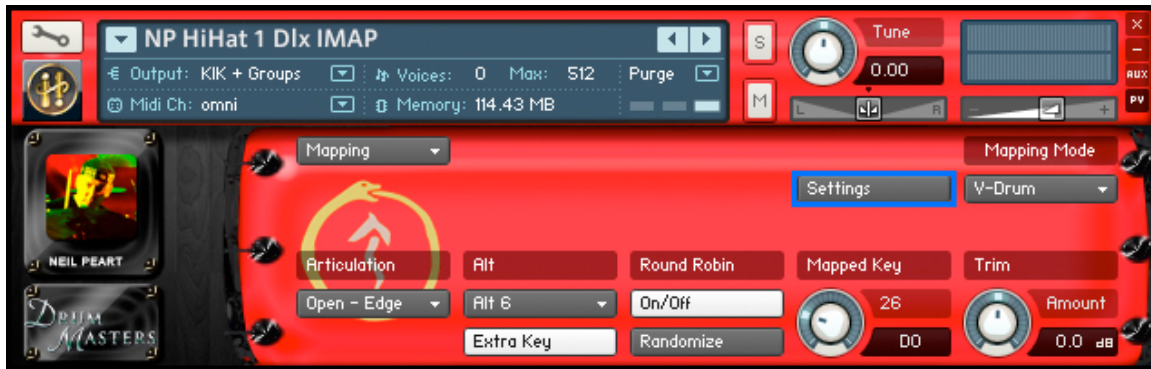 NP HiHat 1 Dlx IMAP
Output: KIK + Groups
Voices: 0 Max: 512
Purge
Midi Ch: omni
Memory: 114.43 MB
S
M
Tune
0.00
L R
- +
X
-
AUX
PV
NEIL PEART
DRUM
MASTERS
Mapping
Mapping Mode
Settings
V-Drum
Articulation
Alt
Round Robin
Mapped Key
Trim
Open - Edge
Alt 6
On/Off
26
Amount
Extra Key
Randomize
D0
0.0 dB